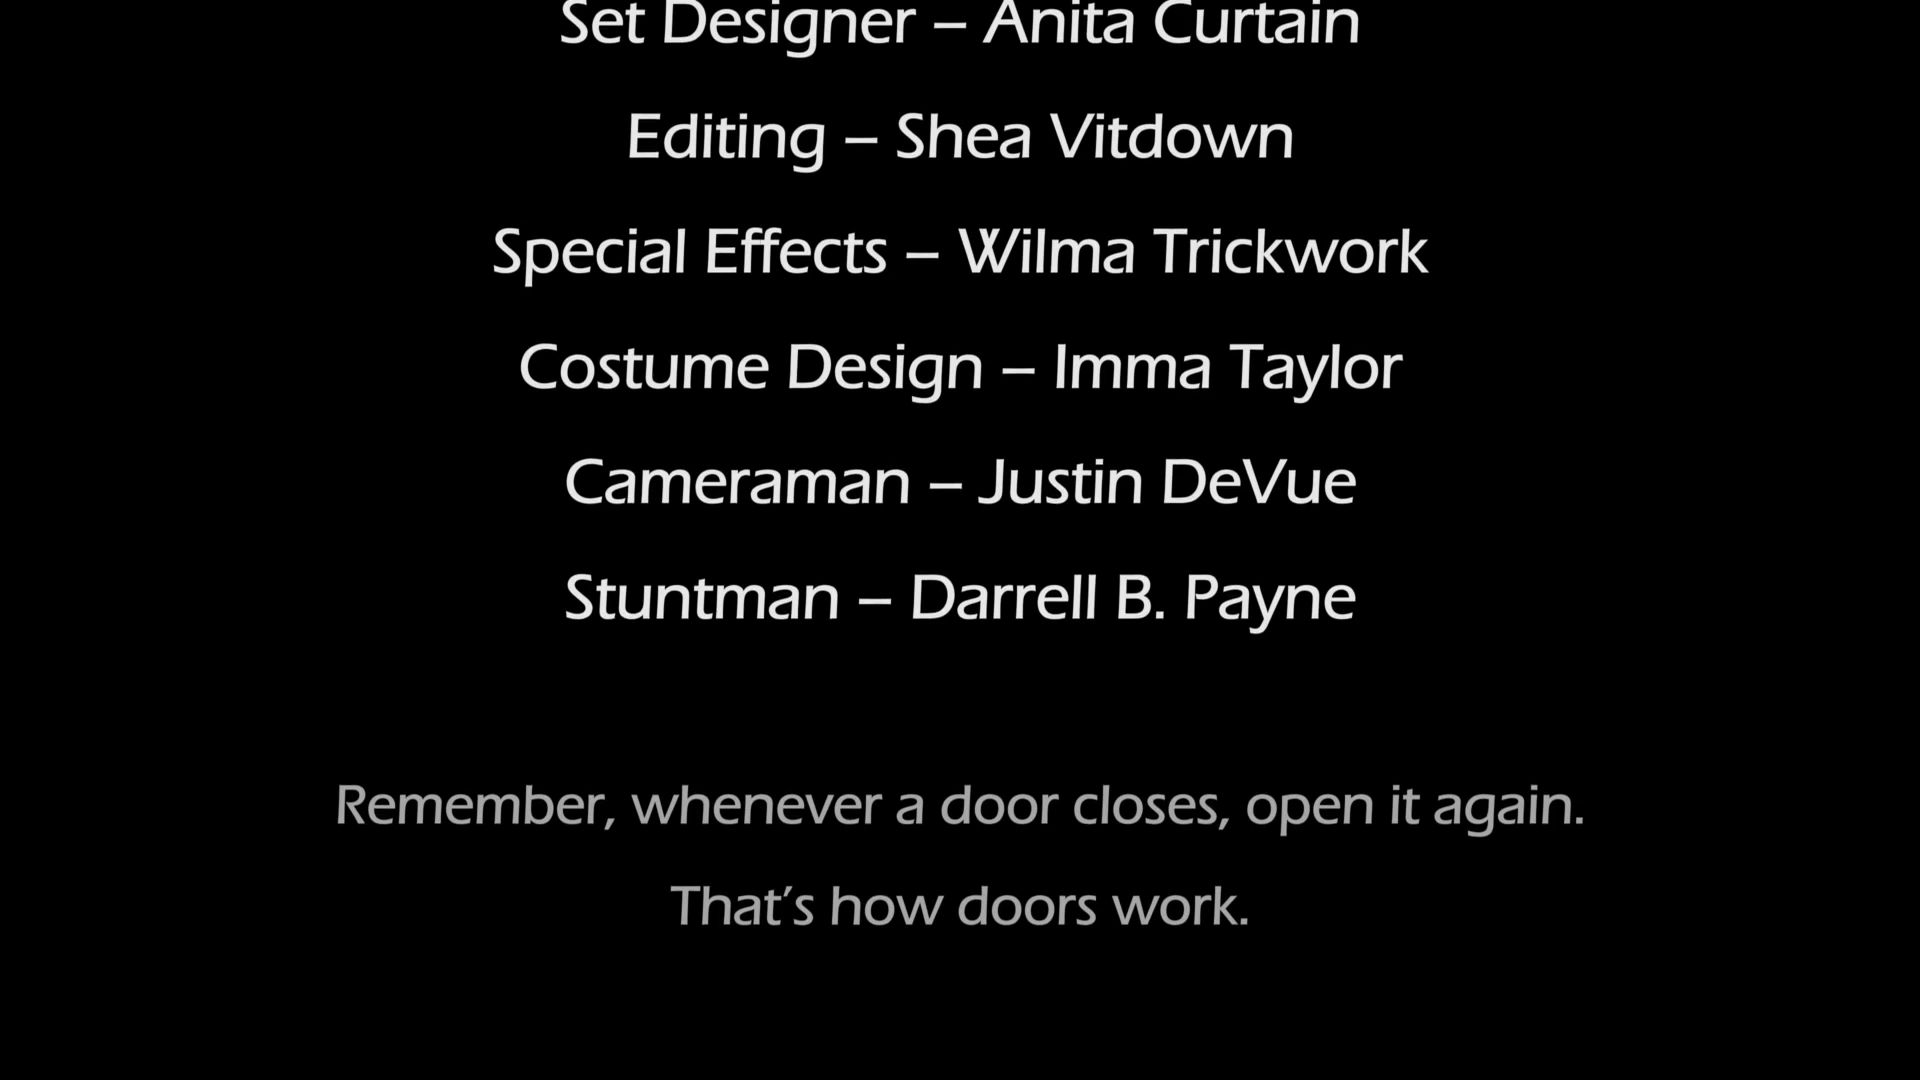 Set Designer – Anita Curtain
Editing – Shea Vitdown
Special Effects – Wilma Trickwork
Costume Design – Imma Taylor
Cameraman – Justin DeVue
Stuntman – Darrell B. Payne
Remember, whenever a door closes, open it again.
That’s how doors work.